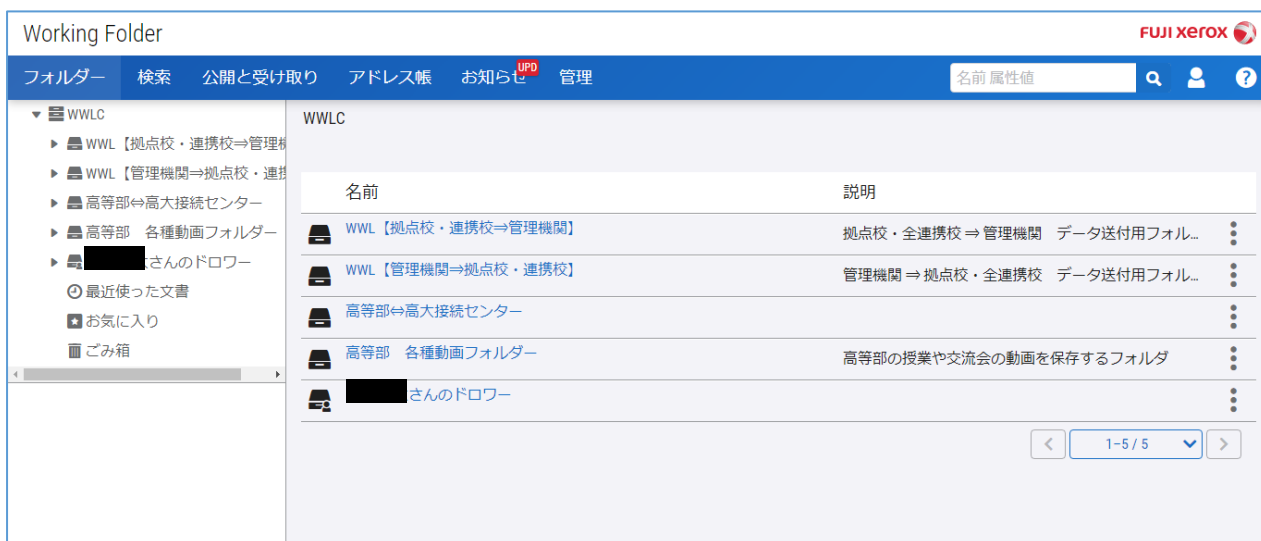 Working Folder
FUJI XEROX
フォルダー 検索 公開と受け取り アドレス帳 お知らせ UPD 管理 名前 属性値
WWLC
WWL【拠点校・連携校⇒管理機
WWL【管理機関⇒拠点校・連携
高等部⇔高大接続センター
高等部　各種動画フォルダー
さんのドロワー
最近使った文書
お気に入り
ごみ箱
WWLC
名前 説明
WWL【拠点校・連携校⇒管理機関】 拠点校・全連携校 ⇒ 管理機関　データ送付用フォル…
WWL【管理機関⇒拠点校・連携校】 管理機関 ⇒ 拠点校・全連携校　データ送付用フォル…
高等部⇔高大接続センター
高等部　各種動画フォルダー 高等部の授業や交流会の動画を保存するフォルダ
さんのドロワー
1–5 / 5